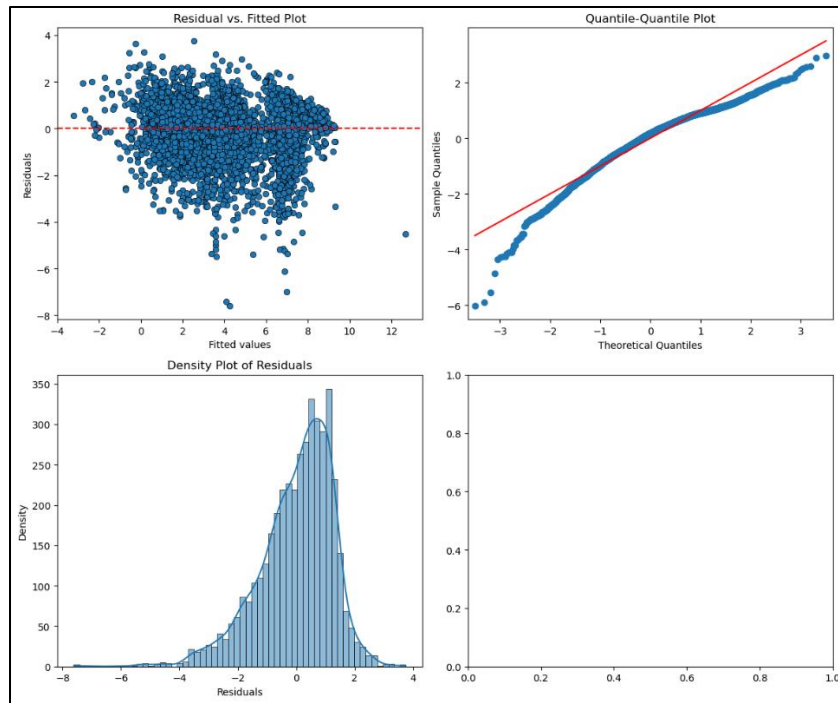 Residual vs. Fitted Plot
4
2
0
−2
−4
−6
−8
Residuals
−4 −2 0 2 4 6 8 10 12
Fitted values
Quantile-Quantile Plot
2
0
−2
−4
−6
Sample Quantiles
−3 −2 −1 0 1 2 3
Theoretical Quantiles
Density Plot of Residuals
350
300
250
200
150
100
50
0
Density
−8 −6 −4 −2 0 2 4
Residuals
1.0
0.8
0.6
0.4
0.2
0.0
0.0 0.2 0.4 0.6 0.8 1.0